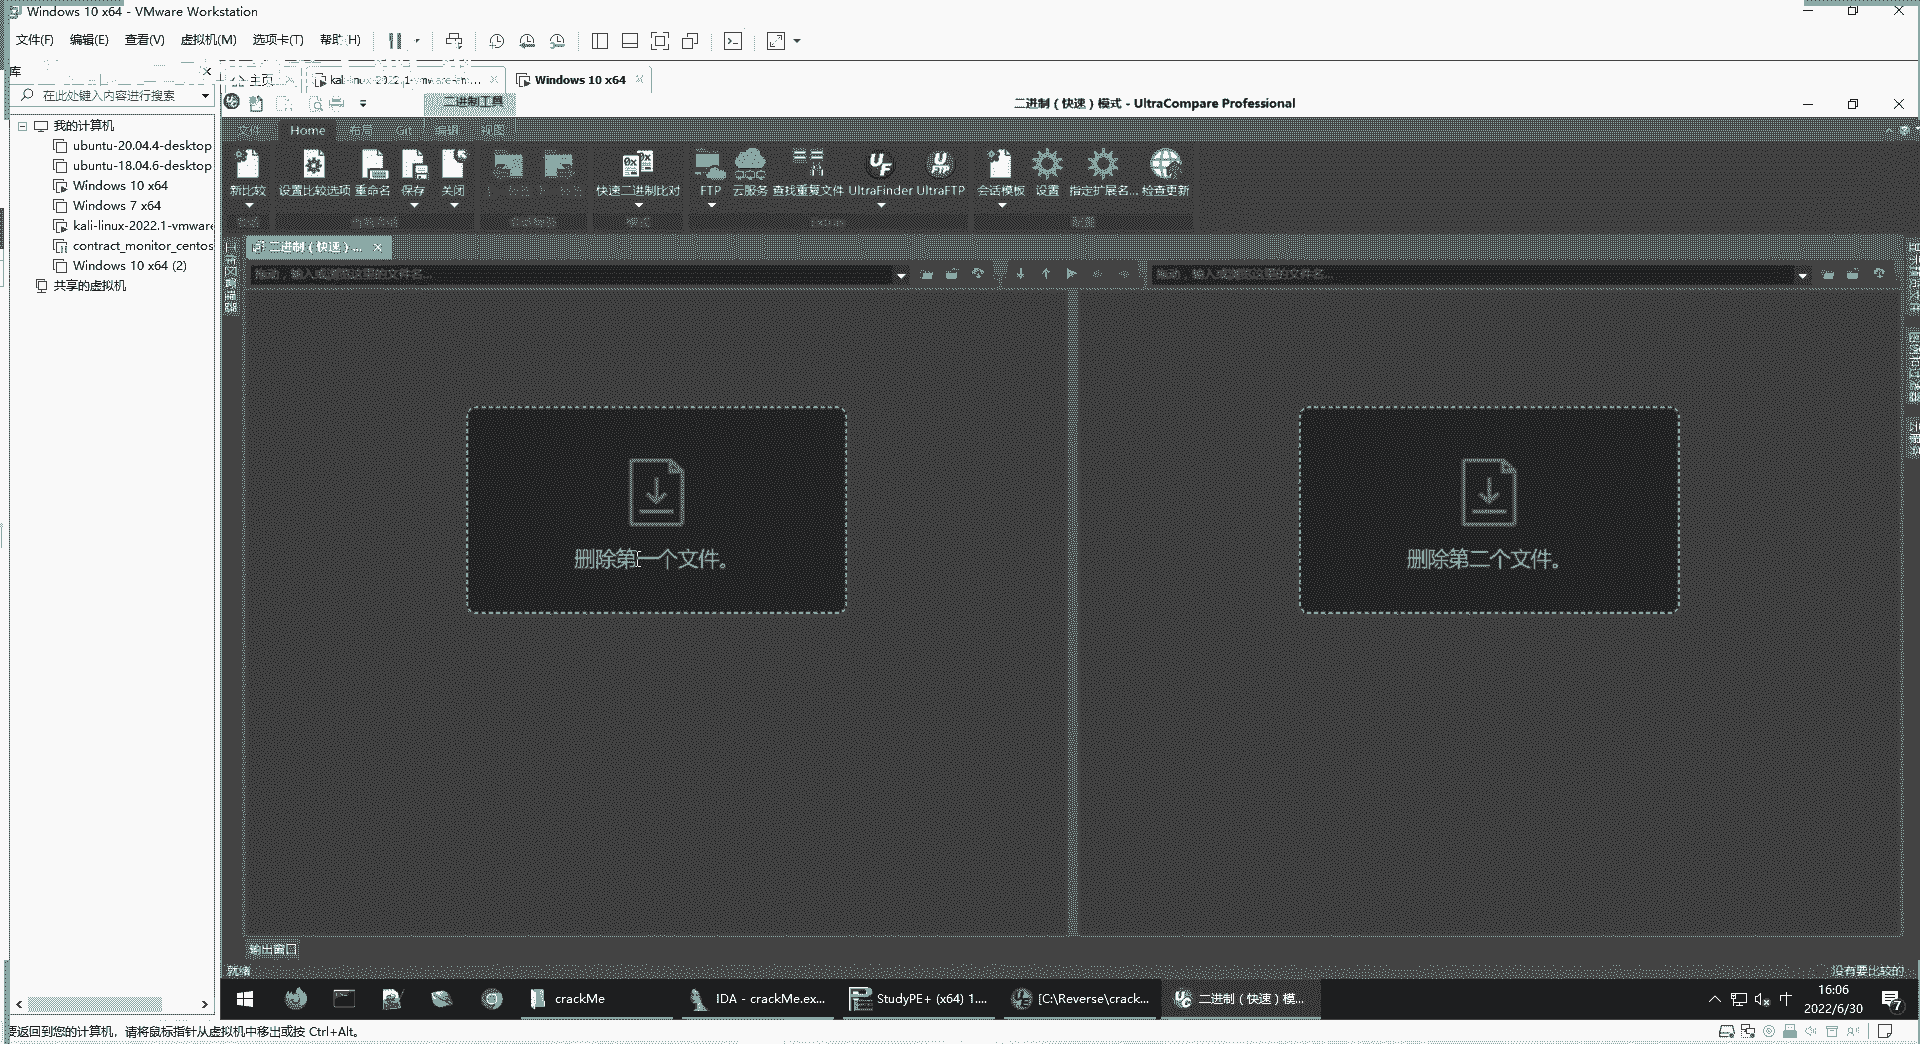 Windows 10 x64 - VMware Workstation
文件(F) 编辑(E) 查看(V) 虚拟机(M) 选项卡(T) 帮助(H)
库
主页
Windows 10 x64
在此处键入内容进行搜索
我的计算机
ubuntu-20.04.4-desktop
ubuntu-18.04.6-desktop
Windows 10 x64
Windows 7 x64
kali-linux-2022.1-vmware
contract_monitor_centos
Windows 10 x64 (2)
共享的虚拟机
二进制工具
二进制（快速）模式 - UltraCompare Professional
文件 Home 布局 Git 编辑 视图
新比较 设置比较选项 重命名 保存 关闭 快速二进制比对 FTP 云服务 查找重复文件 UltraFinder UltraFTP 会话模板 设置 指定扩展名... 检查更新
模式 配置
二进制（快速）...
拖动，输入或浏览这里的文件名...
拖动，输入或浏览这里的文件名...
删除第一个文件。
删除第二个文件。
输出窗口
就绪
没有要比较的
crackMe
IDA - crackMe.ex...
StudyPE+ (x64) 1....
[C:\Reverse\crack...
二进制（快速）模...
中
16:06
2022/6/30
7
要返回到您的计算机，请将鼠标指针从虚拟机中移出或按 Ctrl+Alt。